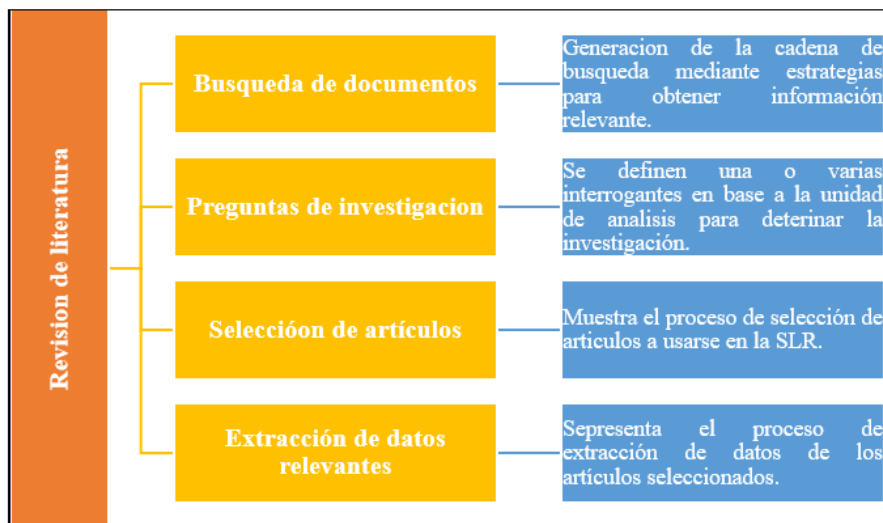 Revision de literatura
Busqueda de documentos
Generacion de la cadena de
busqueda mediante estrategias
para obtener información
relevante.
Preguntas de investigacion
Se definen una o varias
interrogantes en base a la unidad
de analisis para deterinar la
investigación.
Seleccióon de artículos
Muestra el proceso de selección de
articulos a usarse en la SLR.
Extracción de datos
relevantes
Sepresenta el proceso de
extracción de datos de los
artículos seleccionados.